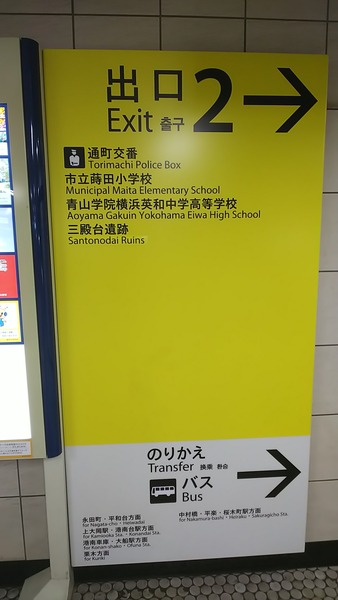 出口 2 →
Exit 출구
通町交番
Torimachi Police Box
市立蒔田小学校
Municipal Maita Elementary School
青山学院横浜英和中学高等学校
Aoyama Gakuin Yokohama Eiwa High School
三殿台遺跡
Santonodai Ruins
のりかえ →
Transfer 换乘 환승
バス
Bus
永田町・平和台方面
for Nagata-cho・Heiwadai
上大岡駅・港南台駅方面
for Kamiooka Sta.・Konandai Sta.
港南車庫・大船駅方面
for Konan-shako・Ofuna Sta.
栗木方面
for Kuriki
中村橋・平楽・桜木町駅方面
for Nakamura-bashi・Heiraku・Sakuragicho Sta.